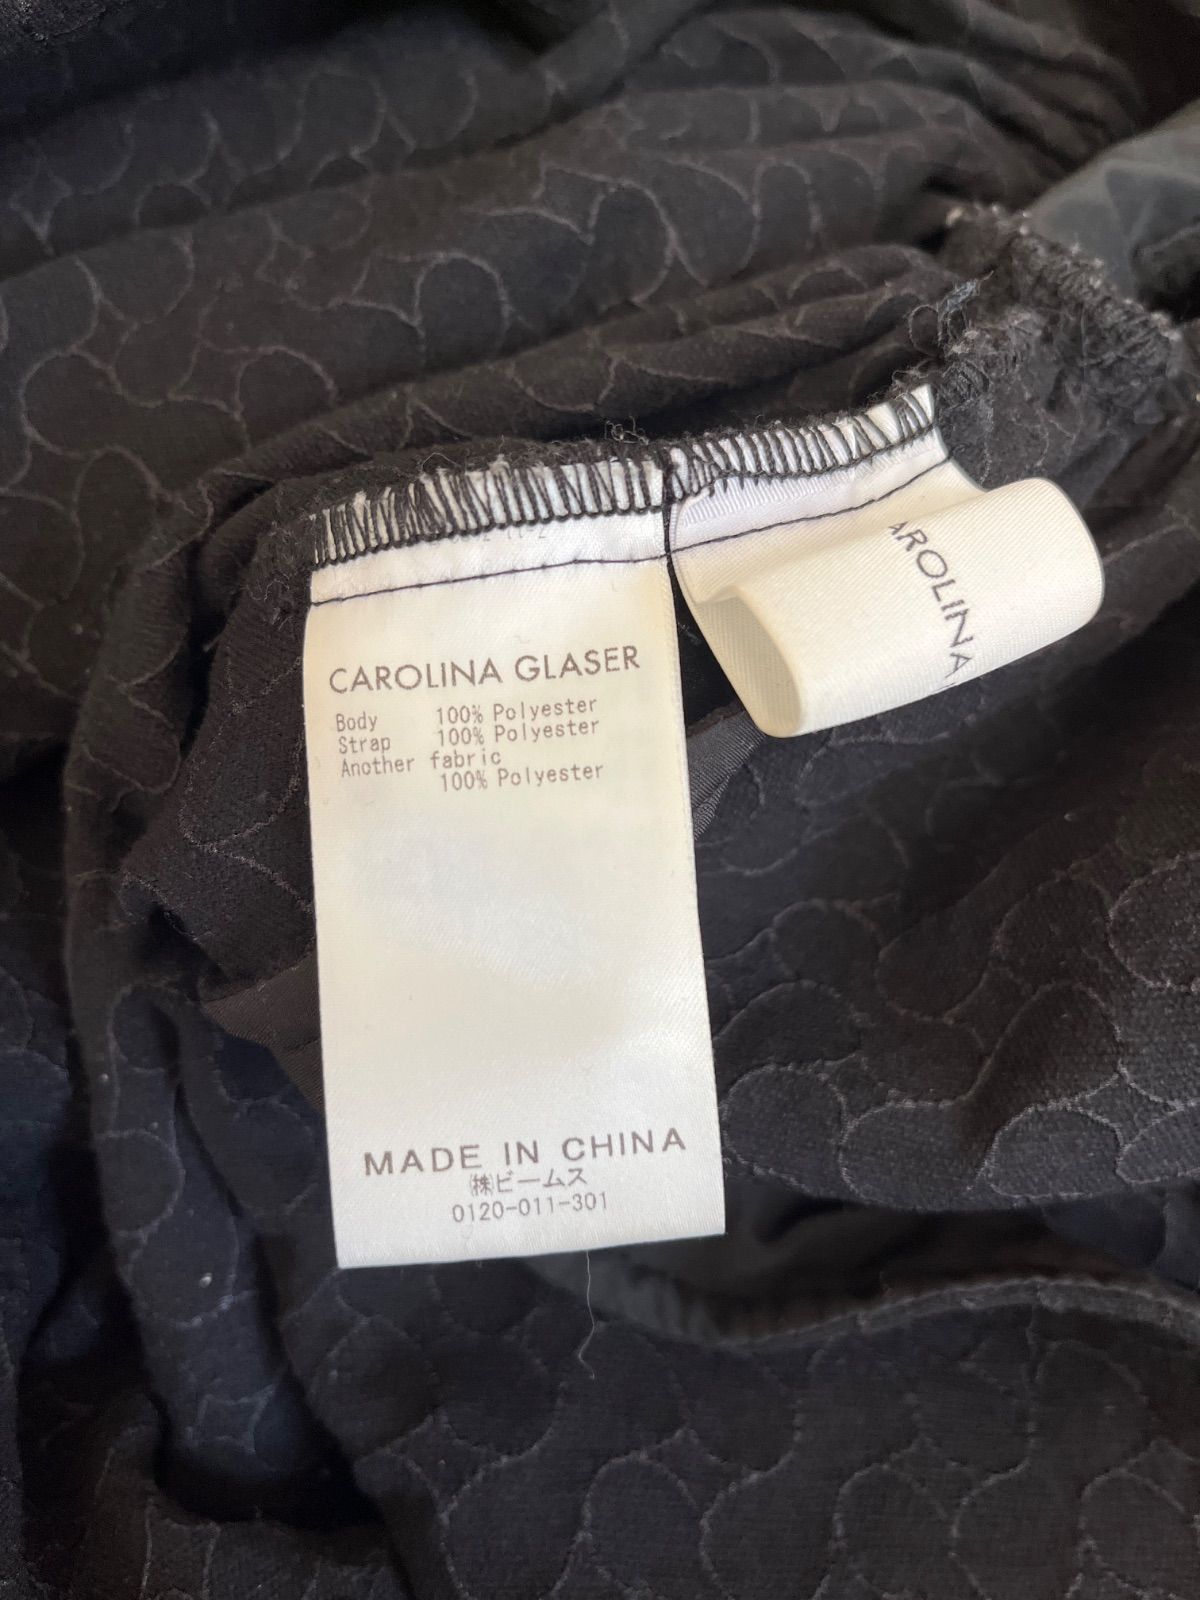 CAROLINA GLASER
Body 100% Polyester
Strap 100% Polyester
Another fabric
100% Polyester
MADE IN CHINA
㈱ビームス
0120-011-301
AROLINA